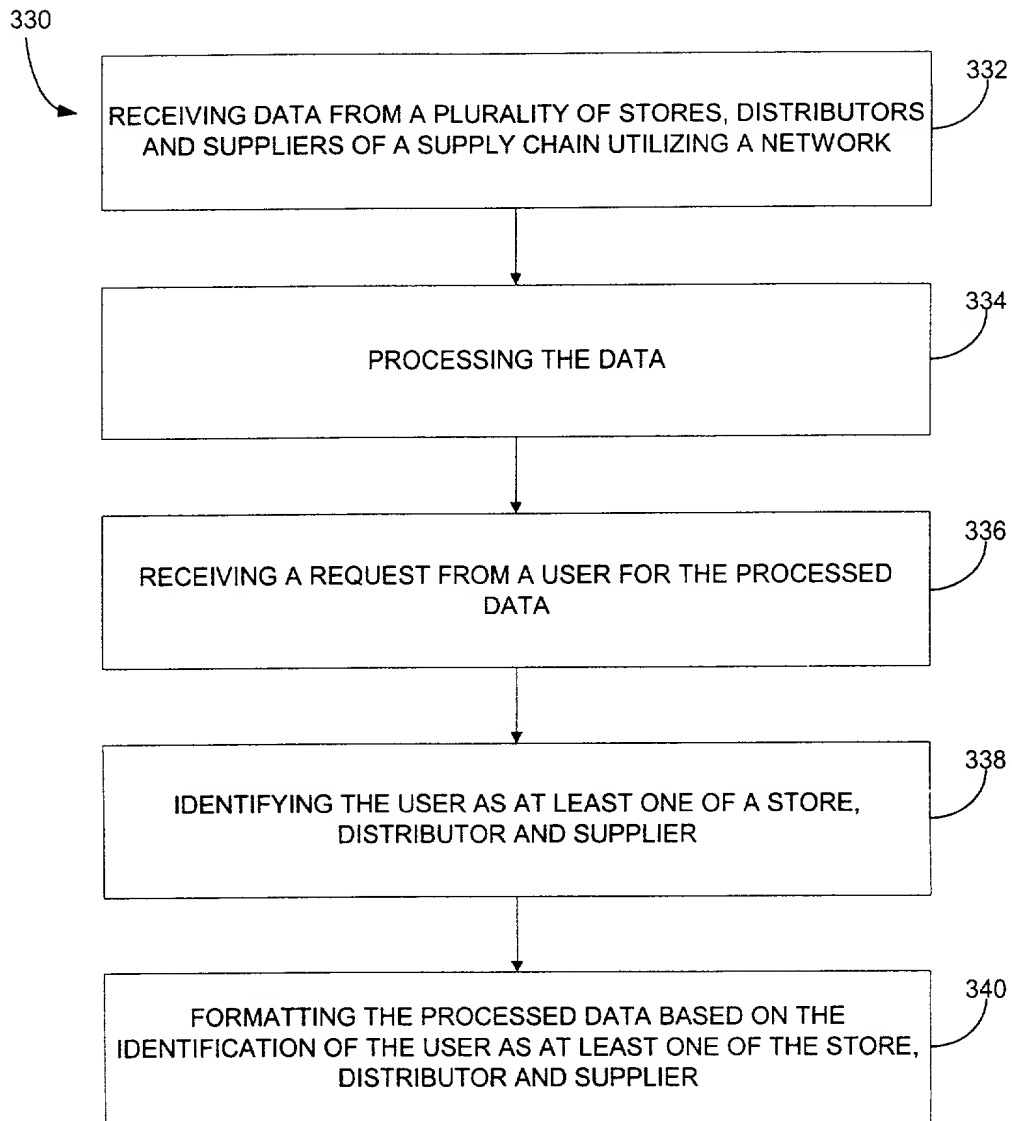 330
332
RECEIVING DATA FROM A PLURALITY OF STORES, DISTRIBUTORS
AND SUPPLIERS OF A SUPPLY CHAIN UTILIZING A NETWORK
334
PROCESSING THE DATA
336
RECEIVING A REQUEST FROM A USER FOR THE PROCESSED
DATA
338
IDENTIFYING THE USER AS AT LEAST ONE OF A STORE,
DISTRIBUTOR AND SUPPLIER
340
FORMATTING THE PROCESSED DATA BASED ON THE
IDENTIFICATION OF THE USER AS AT LEAST ONE OF THE STORE,
DISTRIBUTOR AND SUPPLIER